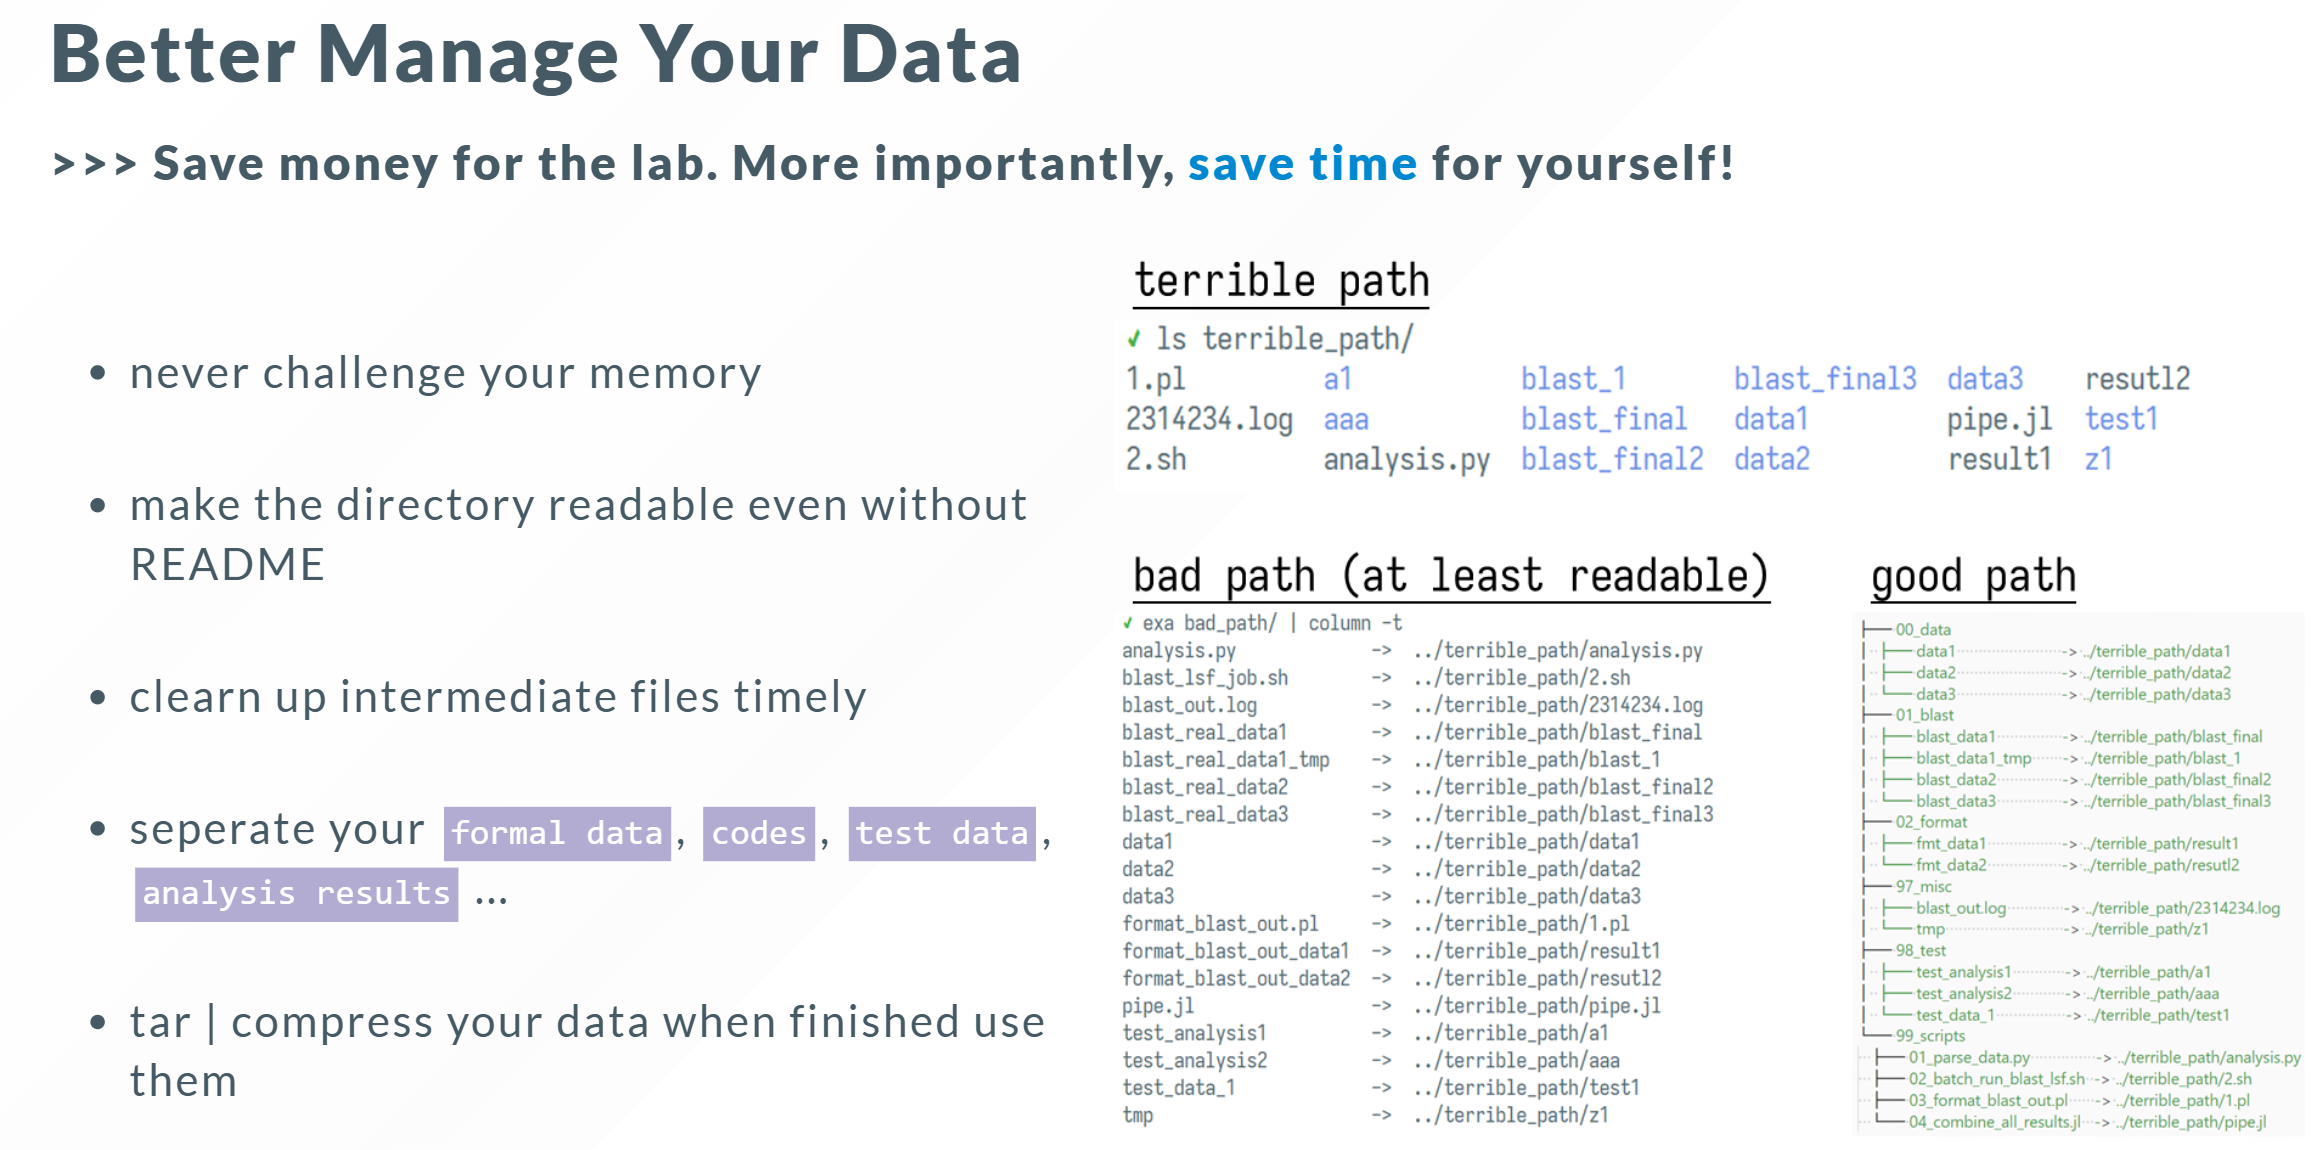 Better Manage Your Data
>>> Save money for the lab. More importantly, save time for yourself!
• never challenge your memory
• make the directory readable even without
README
• clearn up intermediate files timely
• seperate your formal data, codes, test data,
analysis results ...
• tar | compress your data when finished use
them
terrible path
✓ ls terrible_path/
1.pl a1 blast_1 blast_final3 data3 resutl2
2314234.log aaa blast_final data1 pipe.jl test1
2.sh analysis.py blast_final2 data2 result1 z1
bad path (at least readable)
✓ exa bad_path/ | column -t
analysis.py -> ../terrible_path/analysis.py
blast_lsf_job.sh -> ../terrible_path/2.sh
blast_out.log -> ../terrible_path/2314234.log
blast_real_data1 -> ../terrible_path/blast_final
blast_real_data1_tmp -> ../terrible_path/blast_1
blast_real_data2 -> ../terrible_path/blast_final2
blast_real_data3 -> ../terrible_path/blast_final3
data1 -> ../terrible_path/data1
data2 -> ../terrible_path/data2
data3 -> ../terrible_path/data3
format_blast_out.pl -> ../terrible_path/1.pl
format_blast_out_data1 -> ../terrible_path/result1
format_blast_out_data2 -> ../terrible_path/resutl2
pipe.jl -> ../terrible_path/pipe.jl
test_analysis1 -> ../terrible_path/a1
test_analysis2 -> ../terrible_path/aaa
test_data_1 -> ../terrible_path/test1
tmp -> ../terrible_path/z1
good path
├── 00_data
│ ├── data1 -> ../terrible_path/data1
│ ├── data2 -> ../terrible_path/data2
│ └── data3 -> ../terrible_path/data3
├── 01_blast
│ ├── blast_data1 -> ../terrible_path/blast_final
│ ├── blast_data1_tmp -> ../terrible_path/blast_1
│ ├── blast_data2 -> ../terrible_path/blast_final2
│ └── blast_data3 -> ../terrible_path/blast_final3
├── 02_format
│ ├── fmt_data1 -> ../terrible_path/result1
│ └── fmt_data2 -> ../terrible_path/resutl2
├── 97_misc
│ ├── blast_out.log -> ../terrible_path/2314234.log
│ └── tmp -> ../terrible_path/z1
├── 98_test
│ ├── test_analysis1 -> ../terrible_path/a1
│ ├── test_analysis2 -> ../terrible_path/aaa
│ └── test_data_1 -> ../terrible_path/test1
└── 99_scripts
├── 01_parse_data.py -> ../terrible_path/analysis.py
├── 02_batch_run_blast_lsf.sh -> ../terrible_path/2.sh
├── 03_format_blast_out.pl -> ../terrible_path/1.pl
└── 04_combine_all_results.jl -> ../terrible_path/pipe.jl